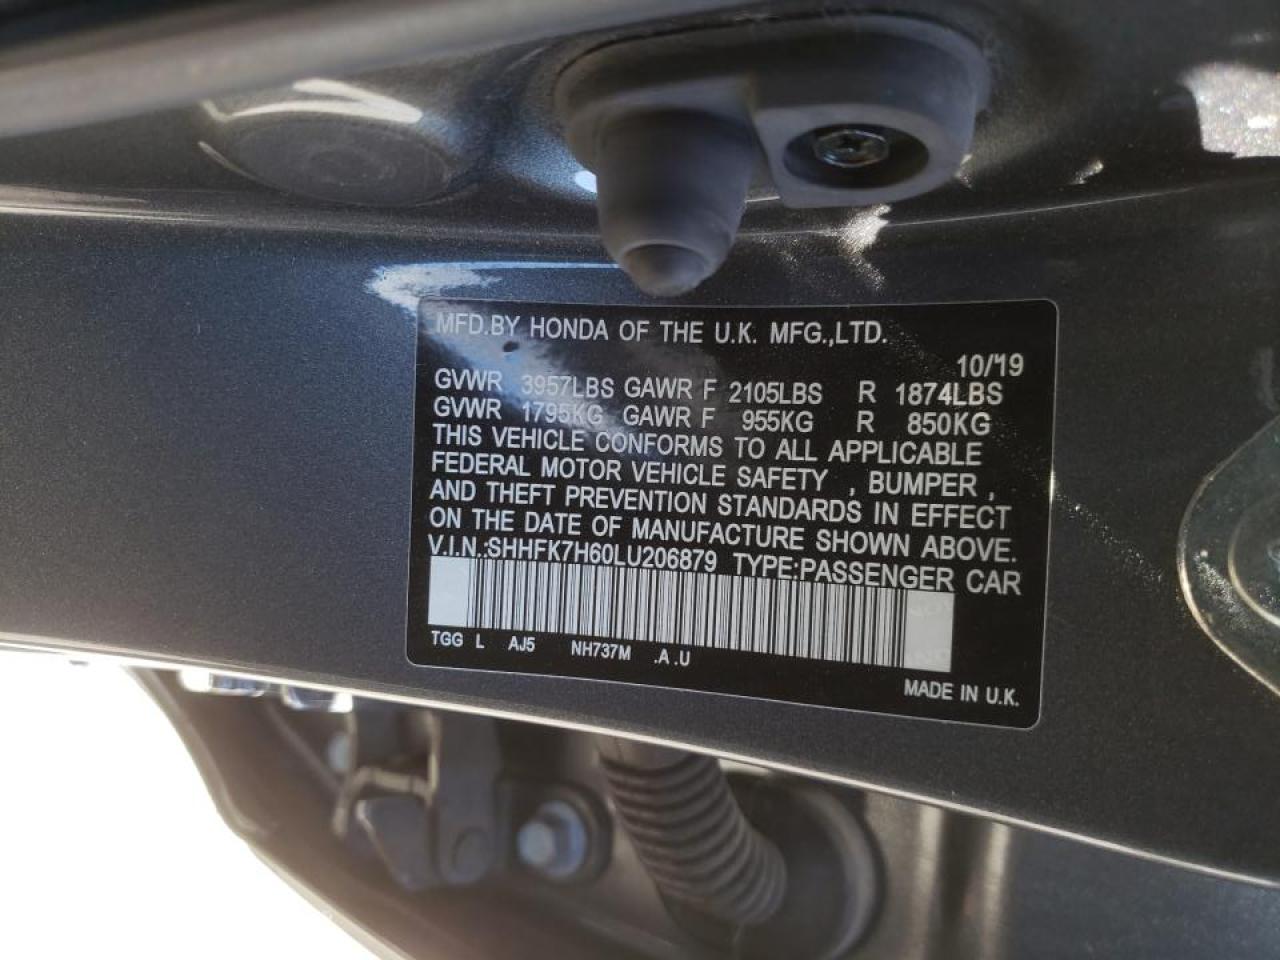 MFD.BY HONDA OF THE U.K. MFG.,LTD.
10/19
GVWR 3957LBS GAWR F 2105LBS R 1874LBS
GVWR 1795KG GAWR F 955KG R 850KG
THIS VEHICLE CONFORMS TO ALL APPLICABLE
FEDERAL MOTOR VEHICLE SAFETY , BUMPER ,
AND THEFT PREVENTION STANDARDS IN EFFECT
ON THE DATE OF MANUFACTURE SHOWN ABOVE.
V.I.N.:SHHFK7H60LU206879 TYPE:PASSENGER CAR
TGG L AJ5 NH737M .A .U
MADE IN U.K.